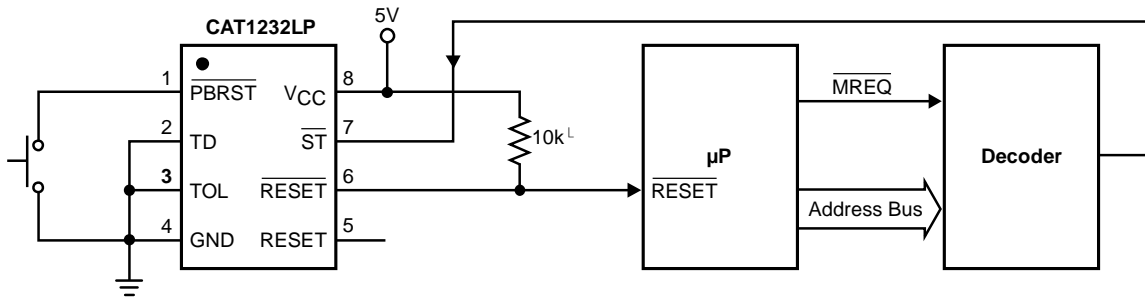 CAT1232LP
5V
1
PBRST
VCC
8
2
TD
ST
7
10k
3
TOL
RESET
6
4
GND
RESET
5
µP
RESET
MREQ
Address Bus
Decoder